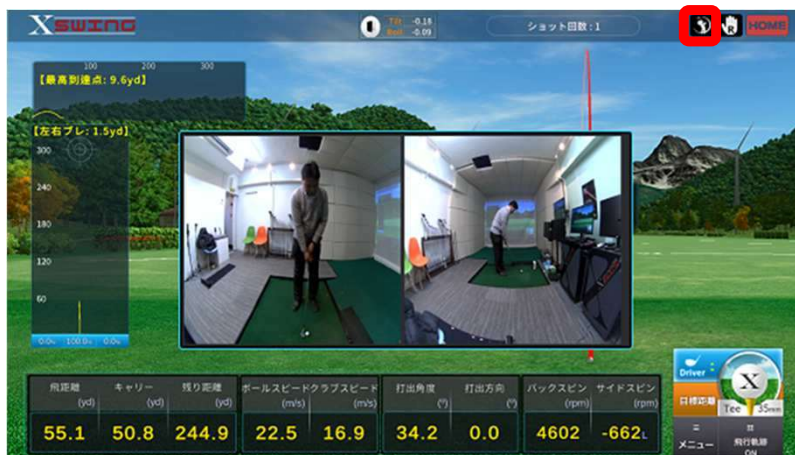 XSWING
Tilt: -0.18
Roll: -0.09
ショット回数 : 1
R
HOME
100 200 300
【最高到達点: 9.6yd】
【左右ブレ: 1.5yd】
300
240
180
120
60
0.0% 100.0% 0.0%
Driver :
目標距離
X
Tee 35mm
メニュー
飛行軌跡
ON
飛距離 キャリー 残り距離 ボールスピード クラブスピード 打出角度 打出方向 バックスピン サイドスピン
(yd) (yd) (yd) (m/s) (m/s) (°) (°) (rpm) (rpm)
55.1 50.8 244.9 22.5 16.9 34.2 0.0 4602 -662L